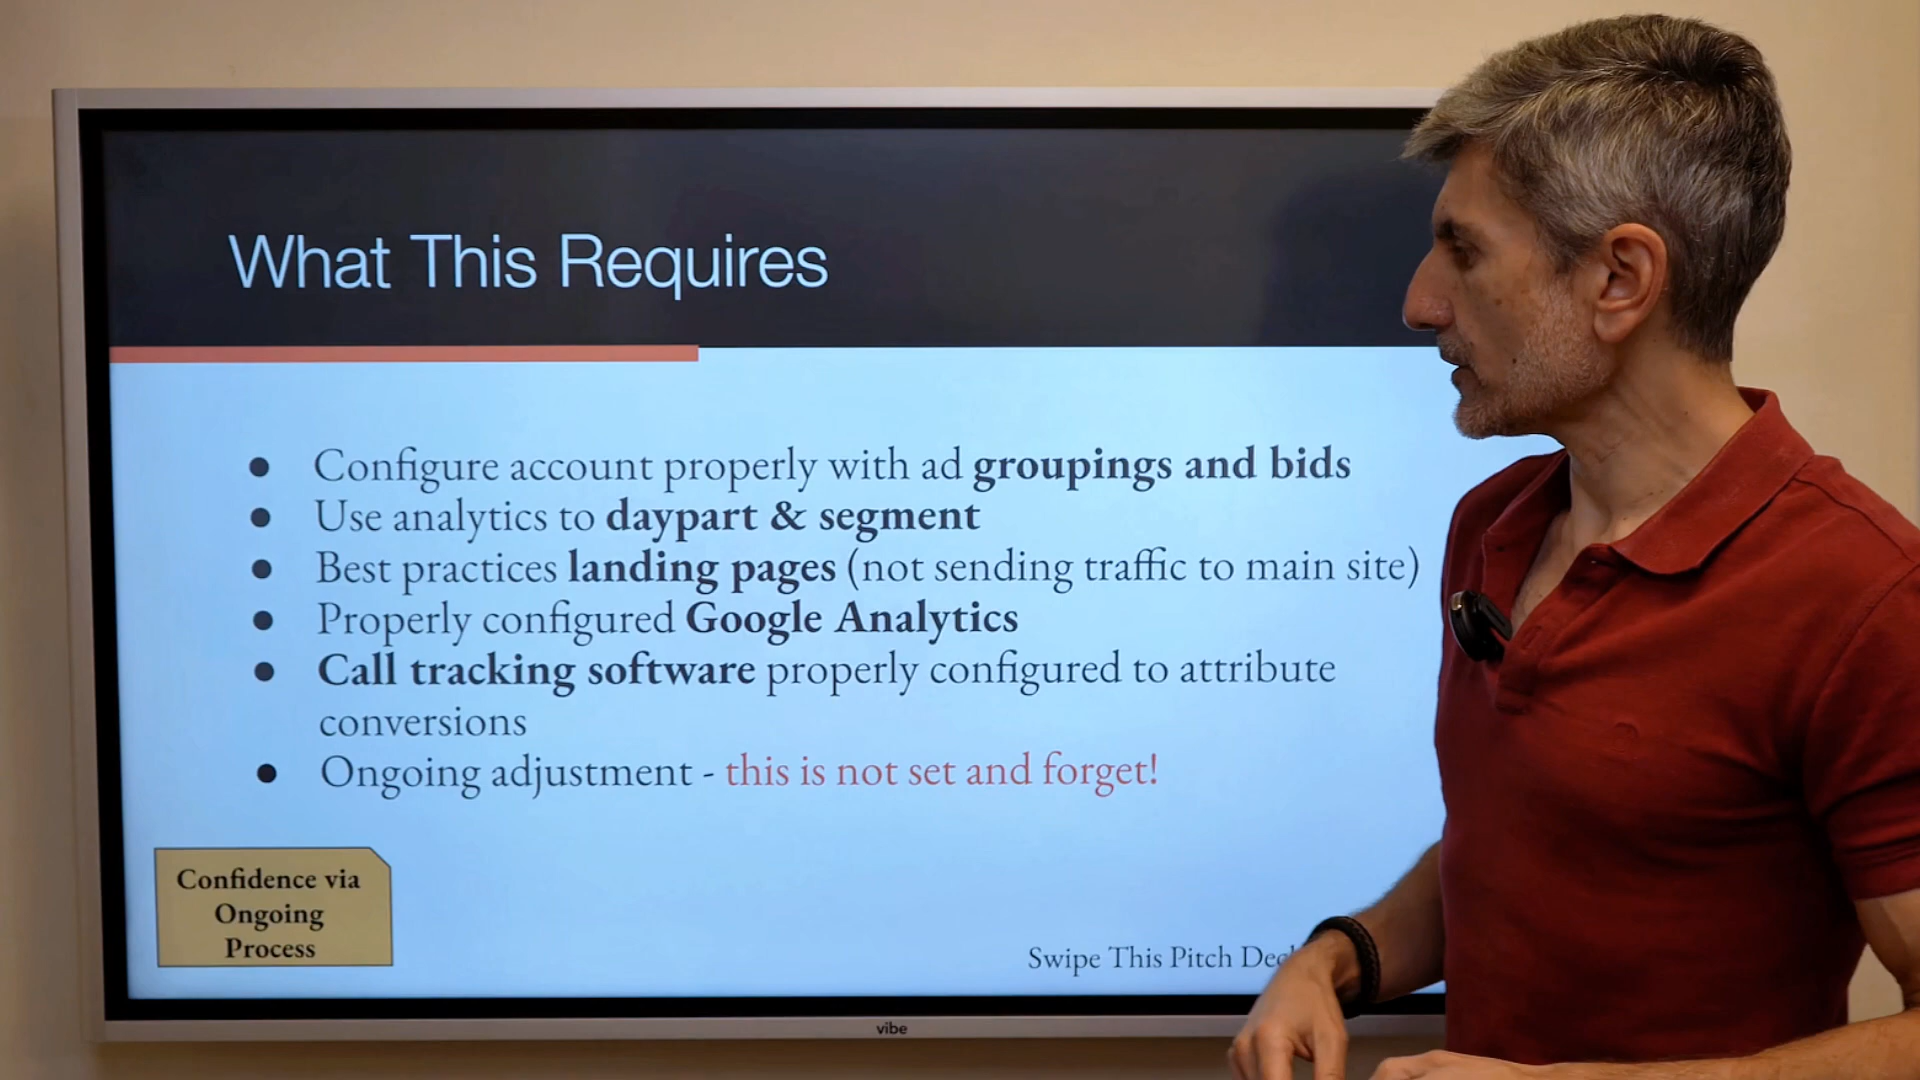 What This Requires
● Configure account properly with ad groupings and bids
● Use analytics to daypart & segment
● Best practices landing pages (not sending traffic to main site)
● Properly configured Google Analytics
● Call tracking software properly configured to attribute
conversions
● Ongoing adjustment - this is not set and forget!
Confidence via
Ongoing
Process
Swipe This Pitch
vibe